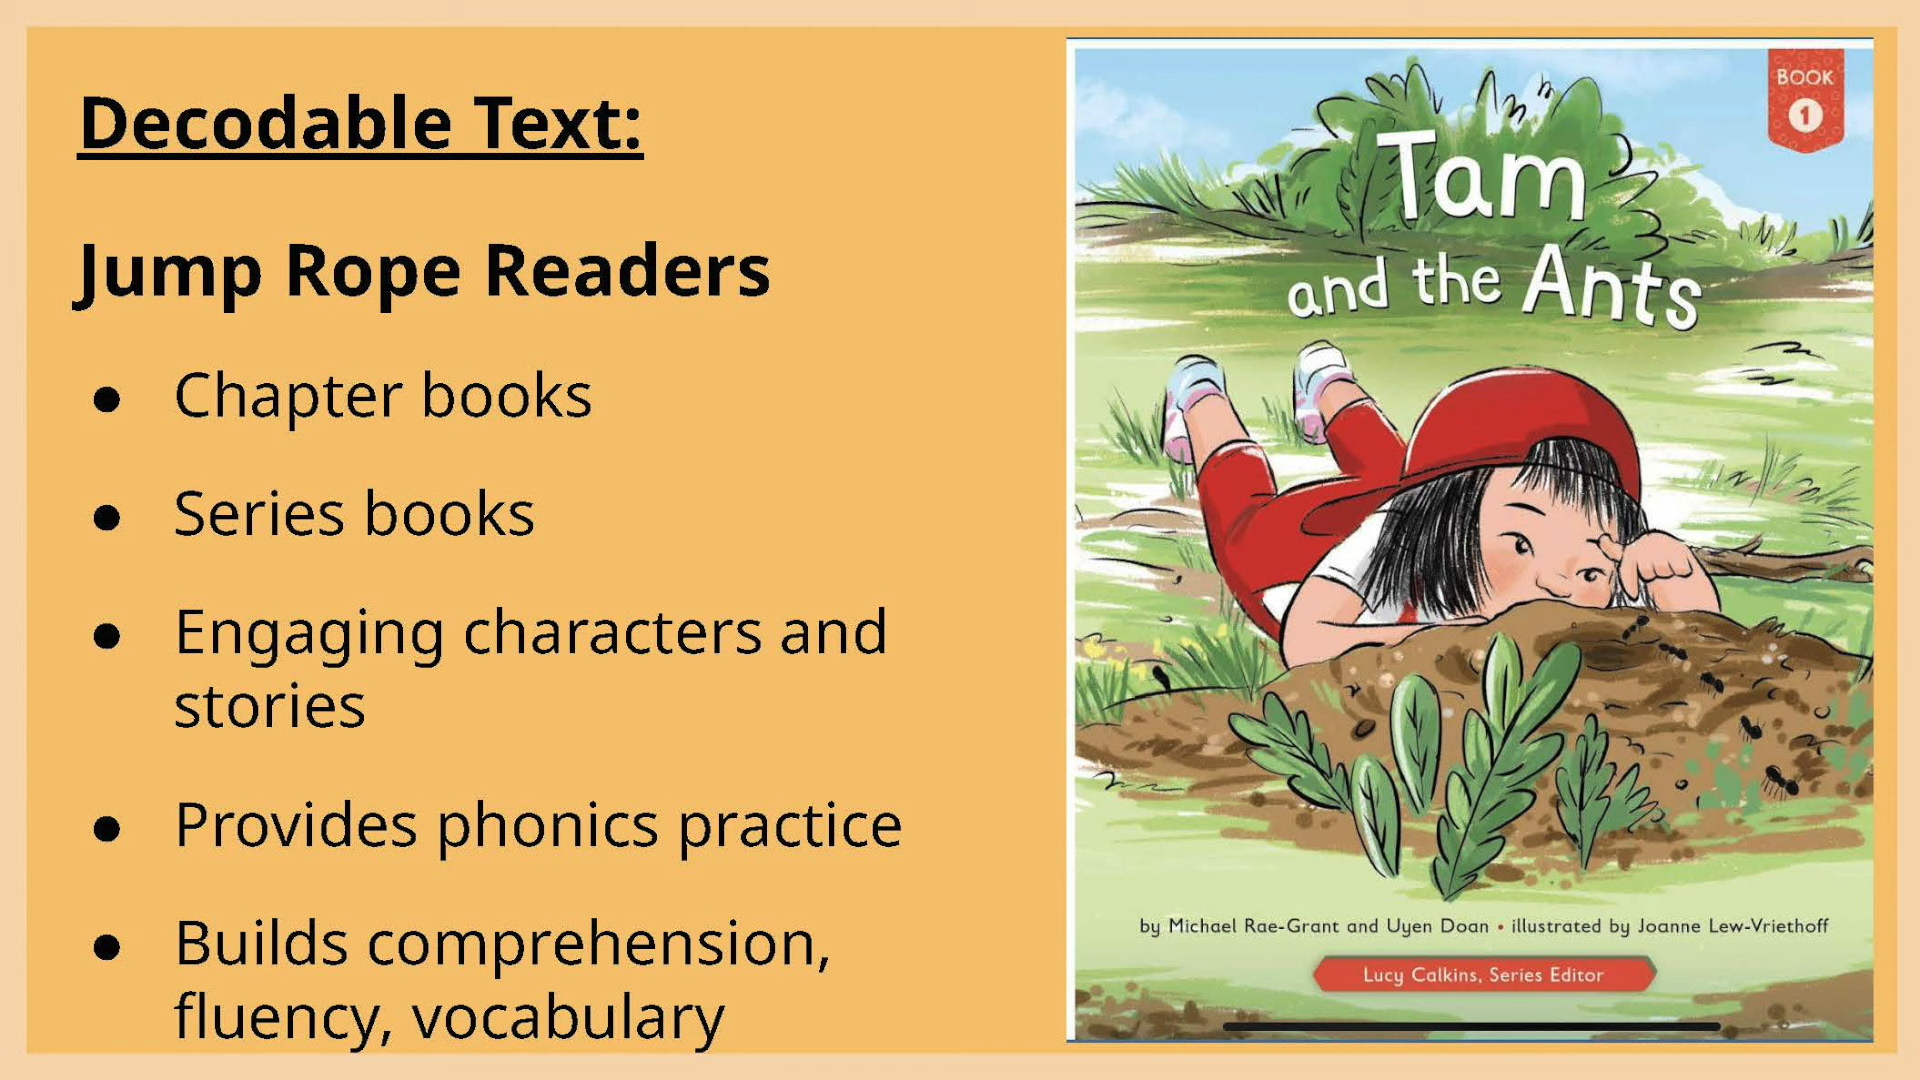 Decodable Text:
Jump Rope Readers
● Chapter books
● Series books
● Engaging characters and
stories
● Provides phonics practice
● Builds comprehension,
fluency, vocabulary
BOOK
1
Tam
and the Ants
by Michael Rae-Grant and Uyen Doan • illustrated by Joanne Lew-Vriethoff
Lucy Calkins, Series Editor